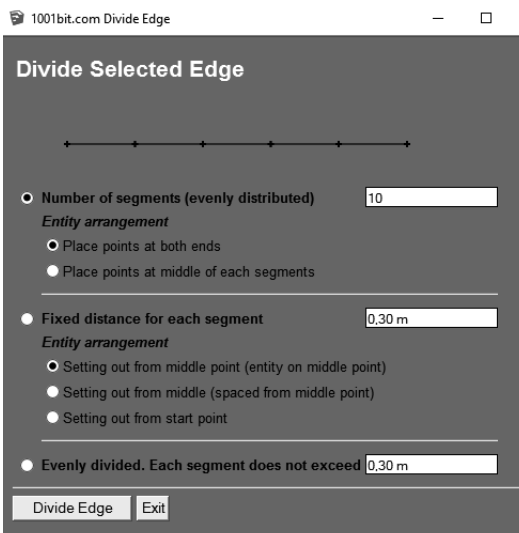 1001bit.com Divide Edge
Divide Selected Edge
Number of segments (evenly distributed) 10
Entity arrangement
Place points at both ends
Place points at middle of each segments
Fixed distance for each segment 0,30 m
Entity arrangement
Setting out from middle point (entity on middle point)
Setting out from middle (spaced from middle point)
Setting out from start point
Evenly divided. Each segment does not exceed 0,30 m
Divide Edge Exit